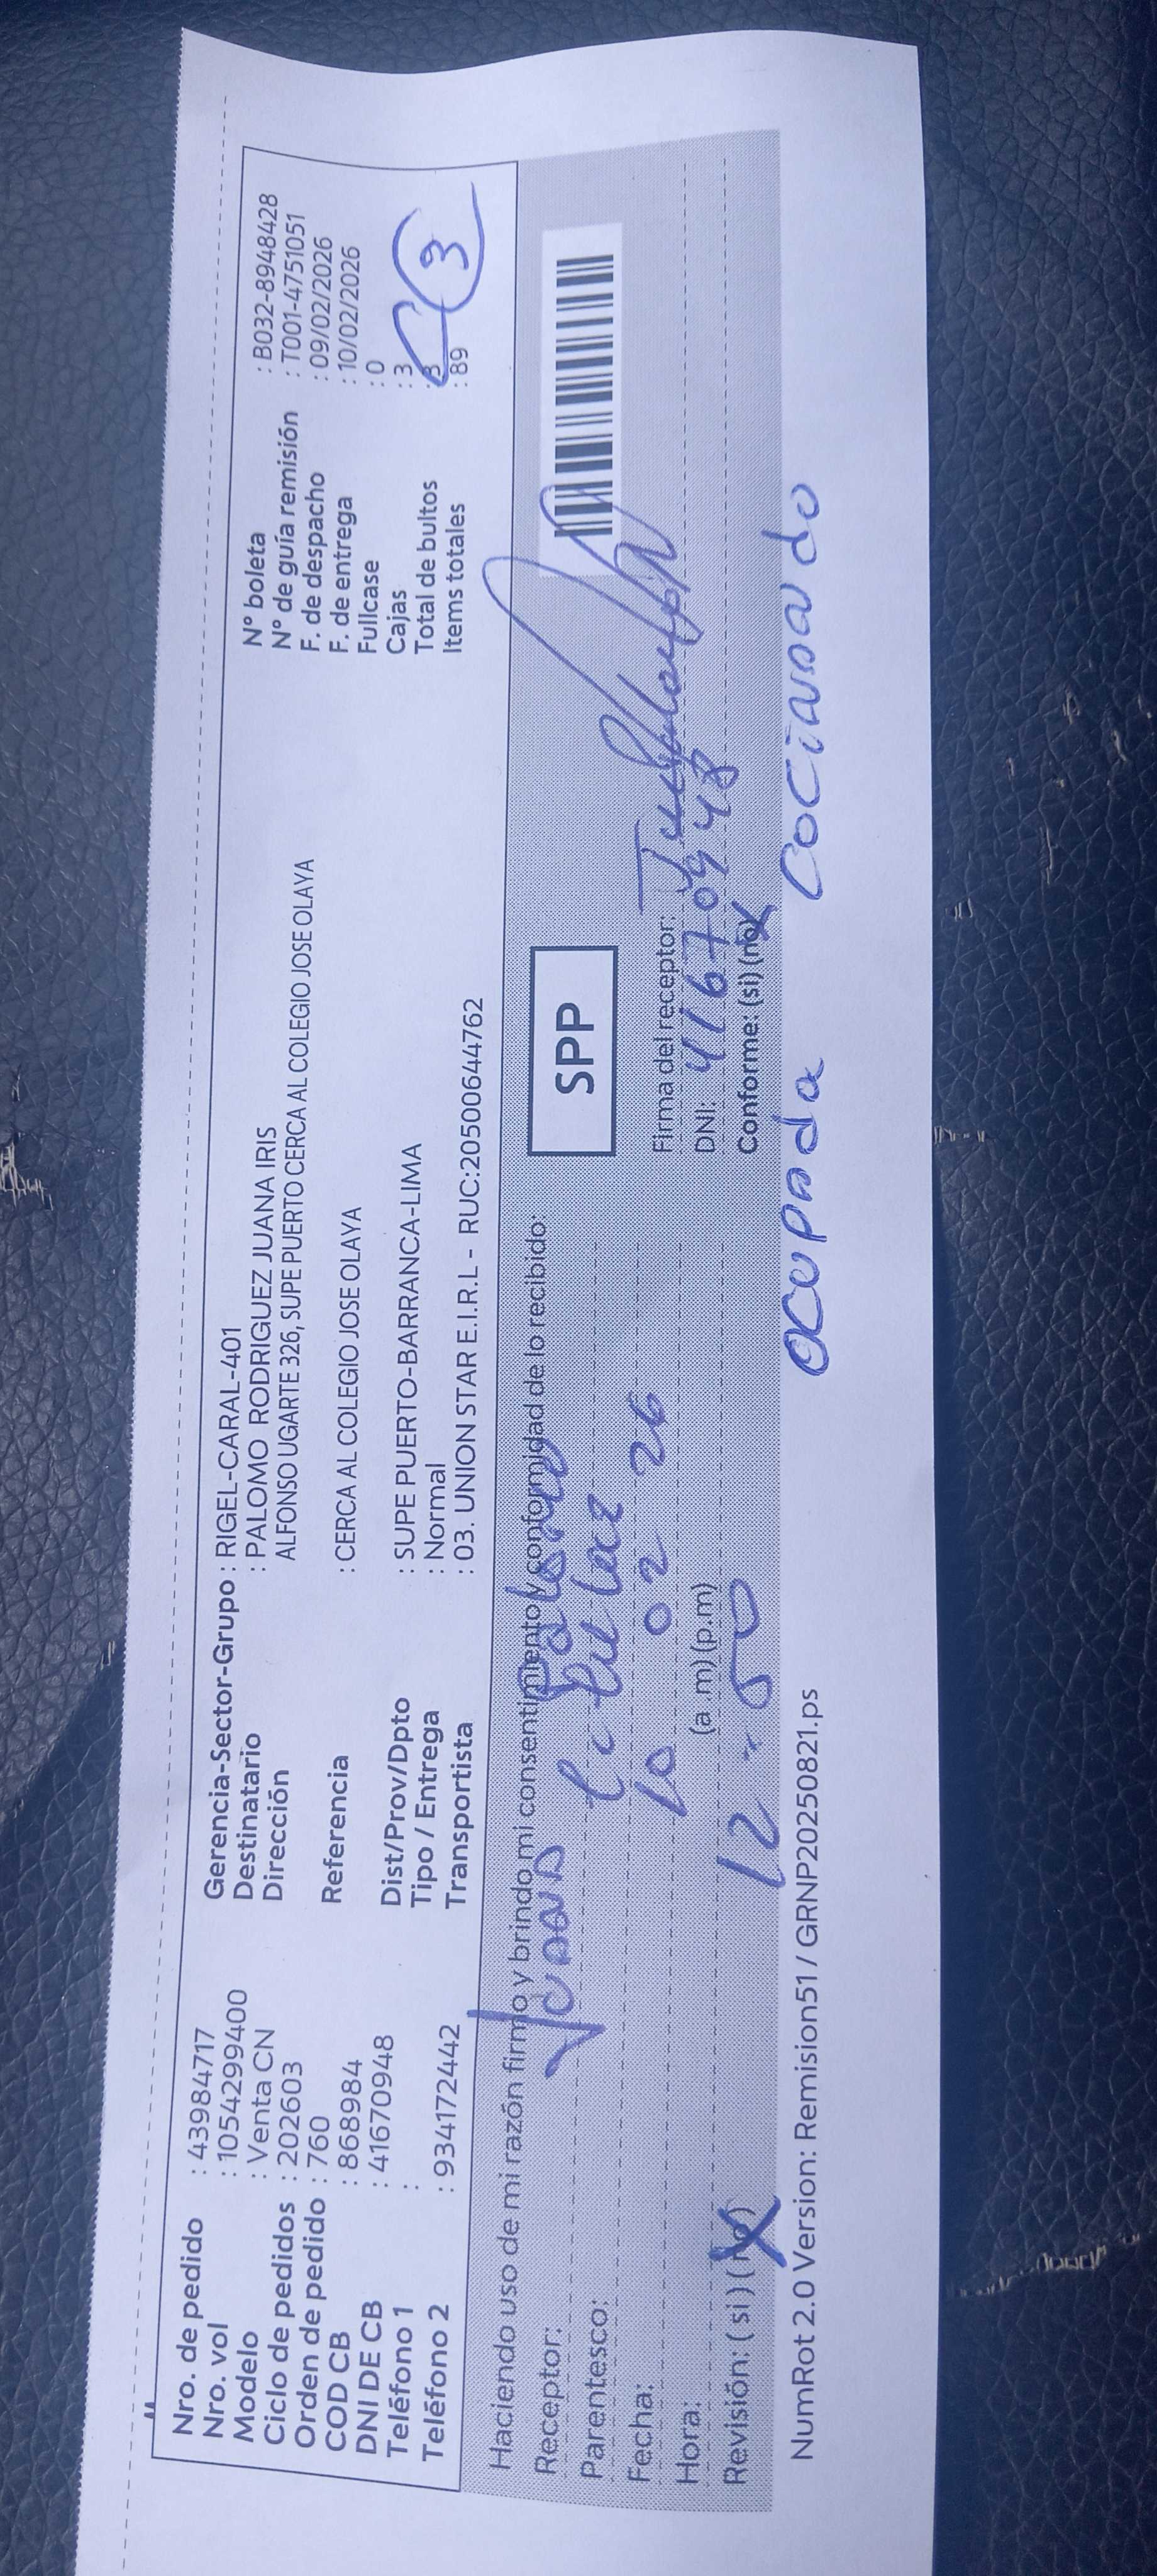 Nro. de pedido : 43984717
Nro. vol : 1054299400
Modelo : Venta CN
Ciclo de pedidos : 202603
Orden de pedido : 760
COD CB : 868984
DNI DE CB : 41670948
Teléfono 1 :
Teléfono 2 : 934172442
Gerencia-Sector-Grupo : RIGEL-CARAL-401
Destinatario : PALOMO RODRIGUEZ JUANA IRIS
Dirección ALFONSO UGARTE 326, SUPE PUERTO CERCA AL COLEGIO JOSE OLAYA
Referencia : CERCA AL COLEGIO JOSE OLAYA
Dist/Prov/Dpto : SUPE PUERTO-BARRANCA-LIMA
Tipo / Entrega : Normal
Transportista : 03. UNION STAR E.I.R.L - RUC:20500644762
N° boleta : B032-8948428
N° de guía remisión : T001-4751051
F. de despacho : 09/02/2026
F. de entrega : 10/02/2026
Fullcase : 0
Cajas : 3
Total de bultos : 3
Items totales : 89
3
Haciendo uso de mi razón firmo y brindo mi consentimiento y conformidad de lo recibido:
Receptor: Juana Palomo
Parentesco: titular
Fecha: 10 02 26
Hora: 12:50 (a.m) (p.m)
Revisión: ( si ) ( no )
SPP
Firma del receptor:
DNI: 41670948
Conforme: (si) (no)
NumRot 2.0 Version: Remision51 / GRNP20250821.ps
ocupada cocinando